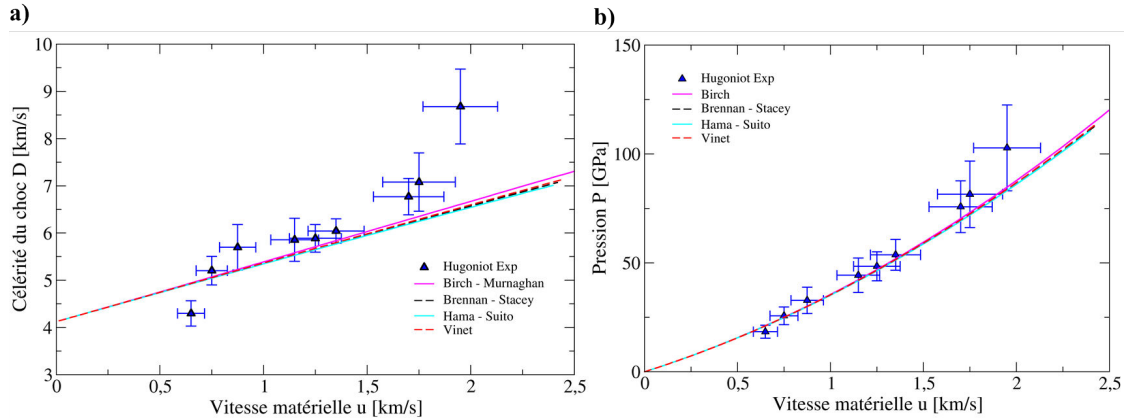 a)
10
9
8
7
6
5
4
3
Célérité du choc D [km/s]
Hugoniot Exp
Birch - Murnaghan
Brennan - Stacey
Hama - Suito
Vinet
0
0,5
1
1,5
2
2,5
Vitesse matérielle u [km/s]
b)
150
100
50
0
Pression P [GPa]
Hugoniot Exp
Birch
Brennan - Stacey
Hama - Suito
Vinet
0,5
1
1,5
2
2,5
Vitesse matérielle u [km/s]